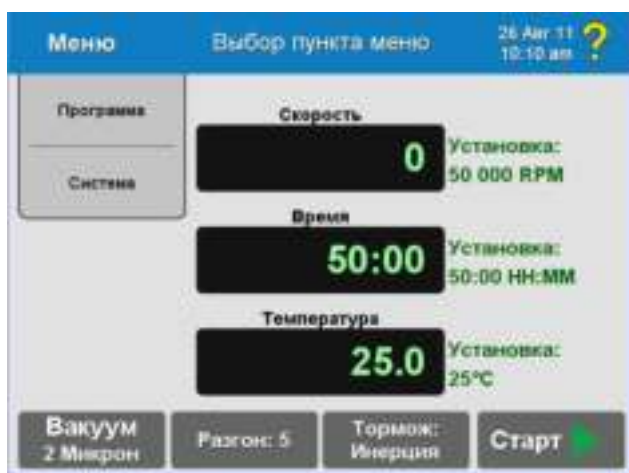 Меню
Выбор пункта меню
26 Авг 11
10:10 am
?
Программа
Система
Скорость
0
Установка:
50 000 RPM
Время
50:00
Установка:
50:00 HH:MM
Температура
25.0
Установка:
25°C
Вакуум
2 Микрон
Разгон: 5
Тормож:
Инерция
Старт